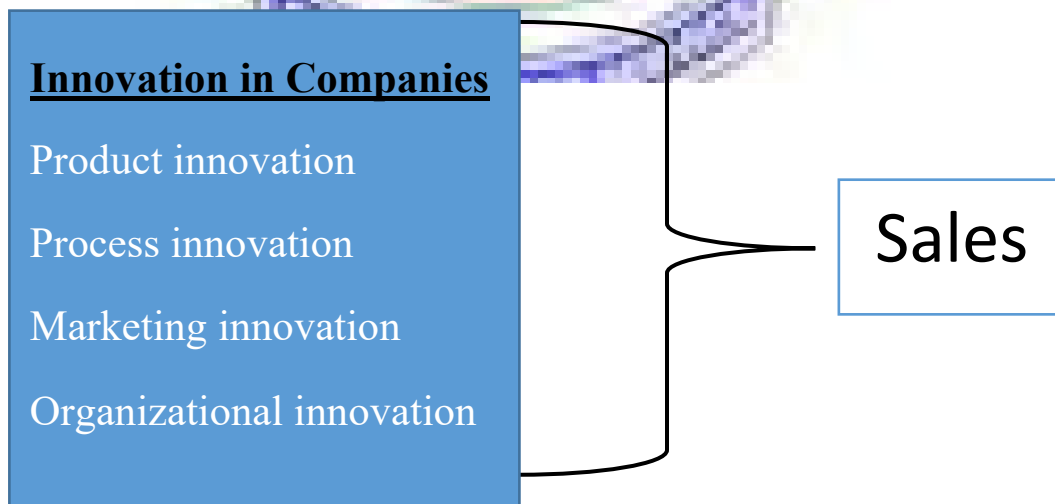 Innovation in Companies
Product innovation
Process innovation
Marketing innovation
Organizational innovation
Sales